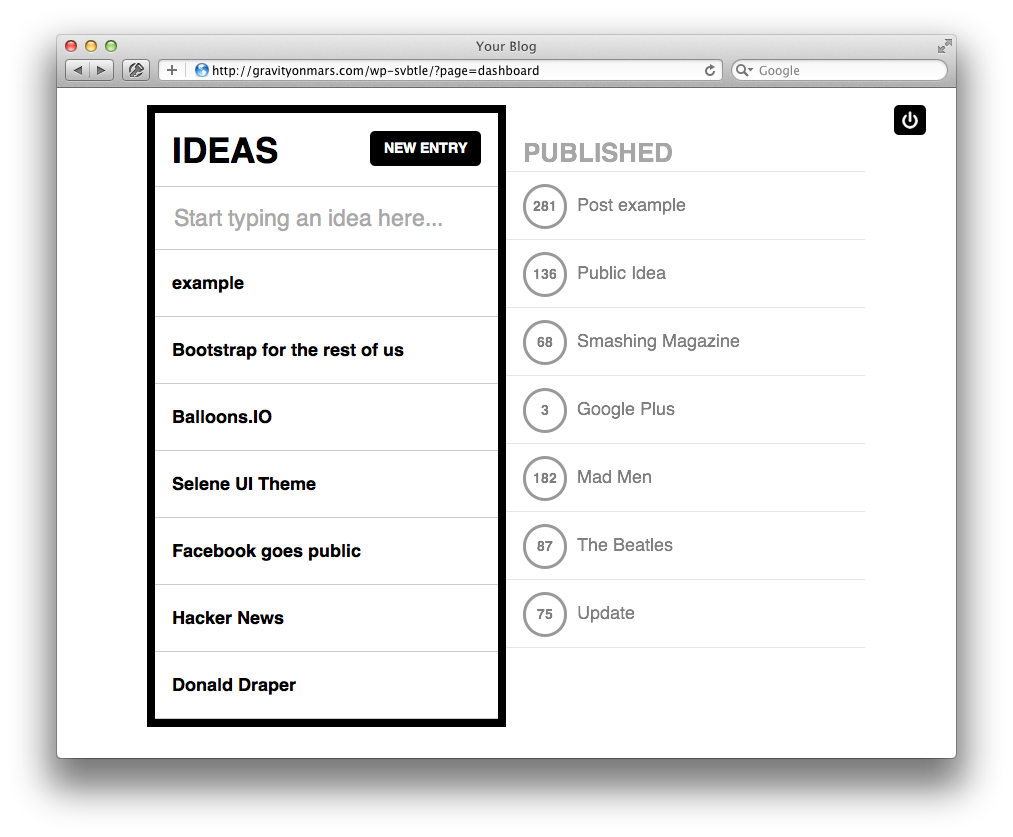 Your Blog
http://gravityonmars.com/wp-svbtle/?page=dashboard
Google
IDEAS
NEW ENTRY
Start typing an idea here...
example
Bootstrap for the rest of us
Balloons.IO
Selene UI Theme
Facebook goes public
Hacker News
Donald Draper
PUBLISHED
281 Post example
136 Public Idea
68 Smashing Magazine
3 Google Plus
182 Mad Men
87 The Beatles
75 Update